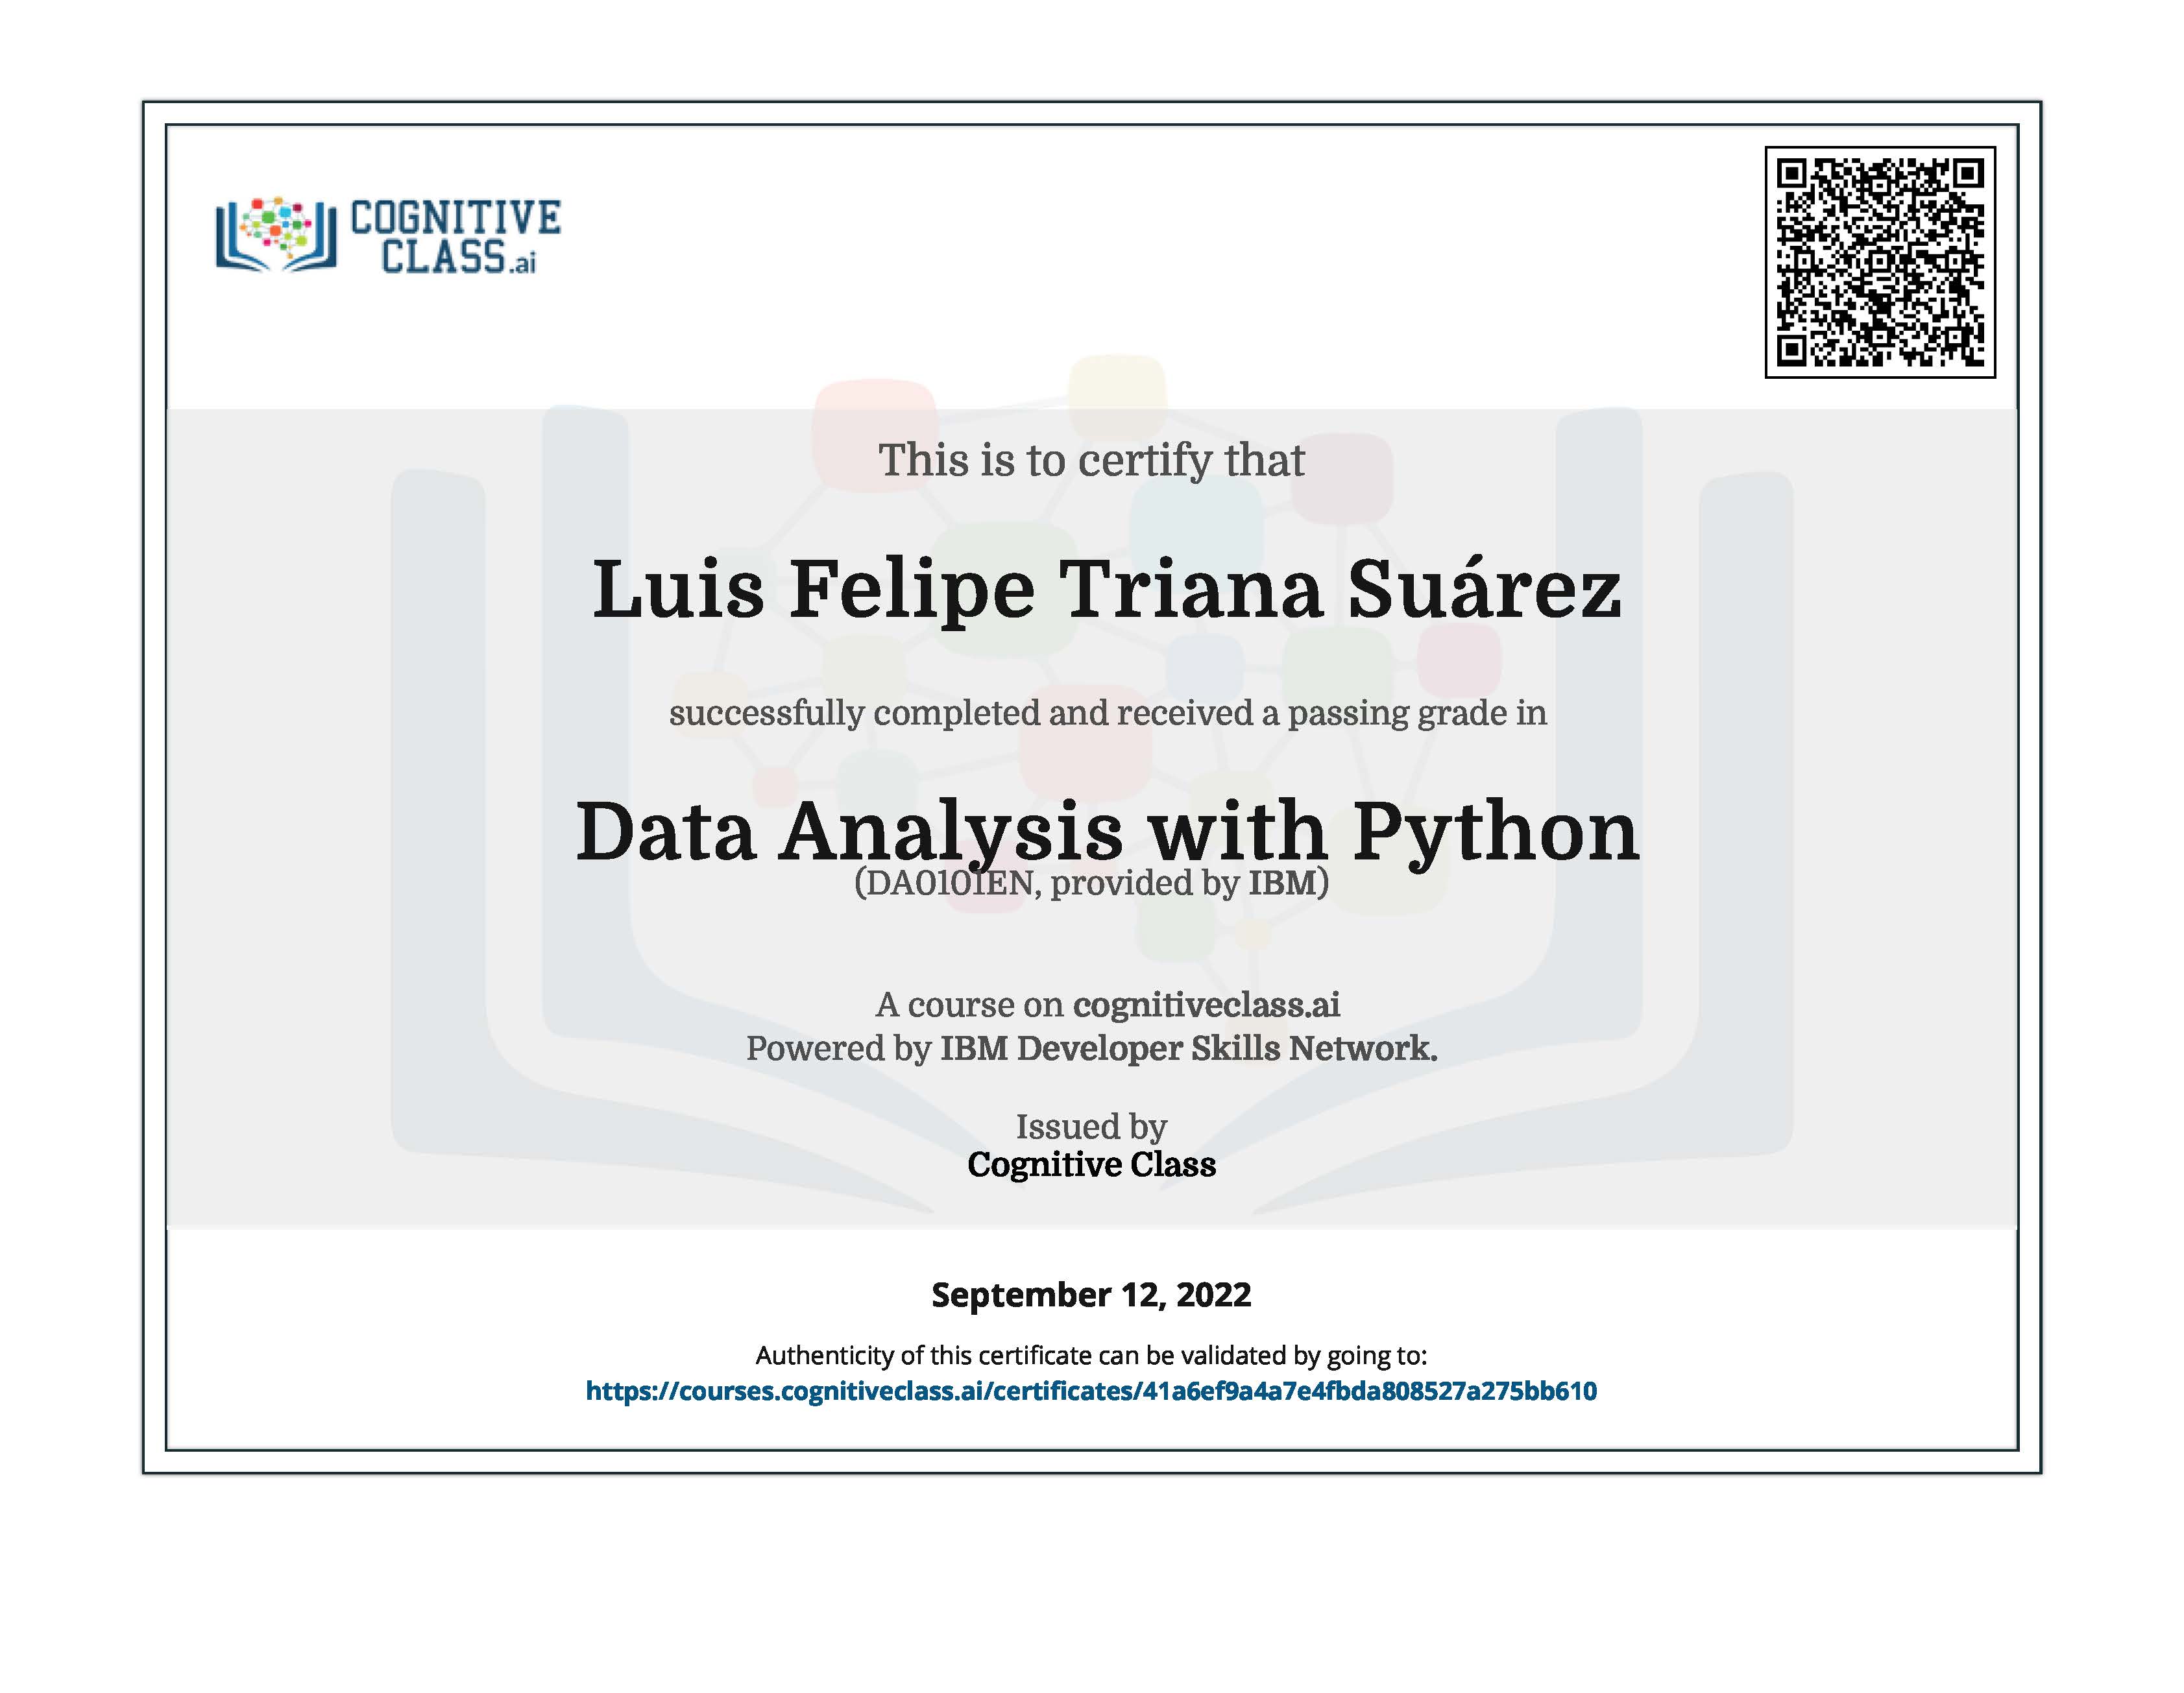 COGNITIVE
CLASS.ai
This is to certify that
Luis Felipe Triana Suárez
successfully completed and received a passing grade in
Data Analysis with Python
(DA0101EN, provided by IBM)
A course on cognitiveclass.ai
Powered by IBM Developer Skills Network.
Issued by
Cognitive Class
September 12, 2022
Authenticity of this certificate can be validated by going to:
https://courses.cognitiveclass.ai/certificates/41a6ef9a4a7e4fbda808527a275bb610